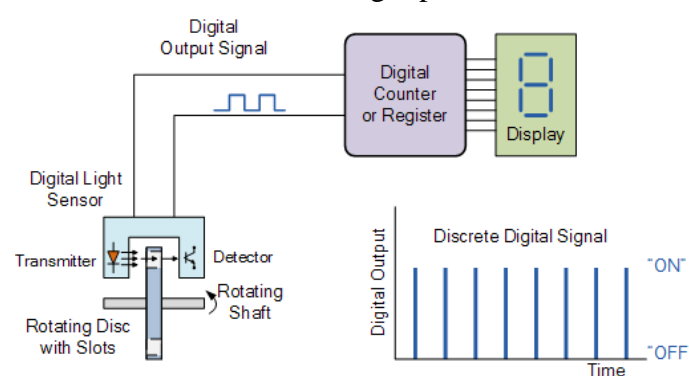 Digital
Output Signal
Digital
Counter
or Register
Display
Digital Light
Sensor
Transmitter
Detector
Rotating
Shaft
Rotating Disc
with Slots
Discrete Digital Signal
Digital Output
"ON"
"OFF
Time